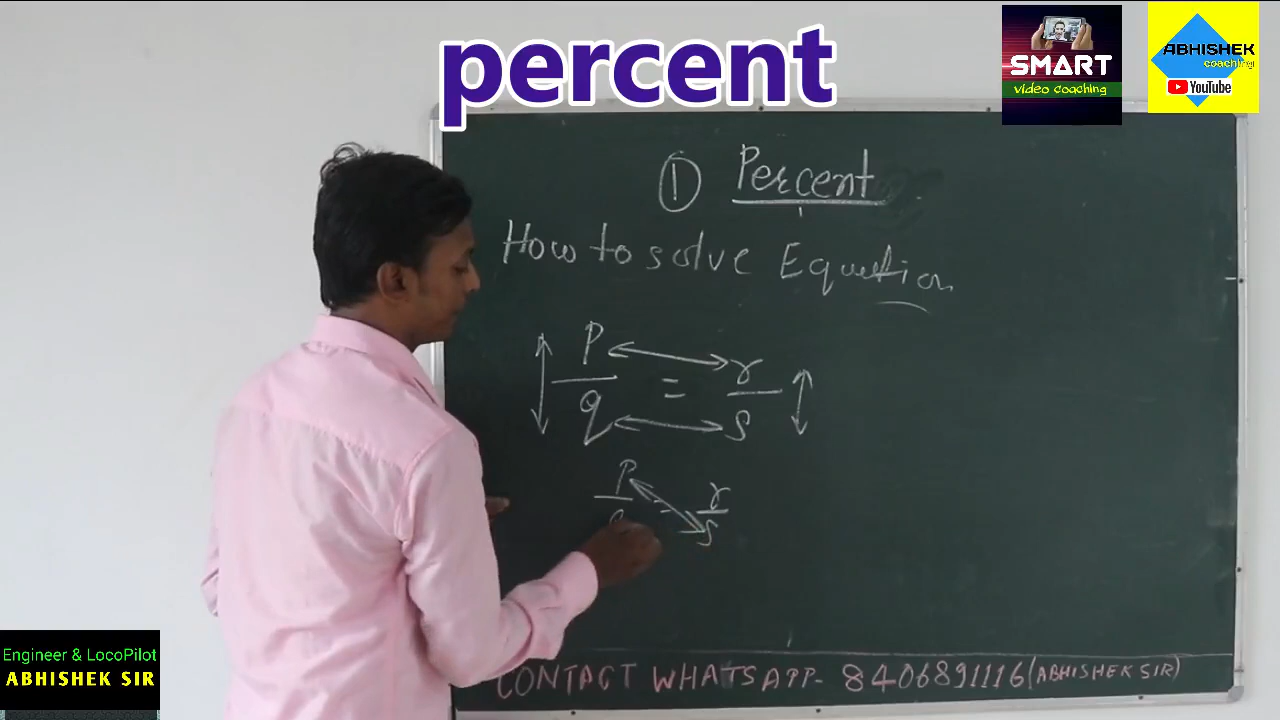 percent
SMART
video coaching
ABHISHEK
coaching
YouTube
① Percent
How to solve Equation
P/q = r/s
P = r/s
CONTACT WHATSAPP- 8406891116 (ABHISHEK SIR)
Engineer & LocoPilot
ABHISHEK SIR